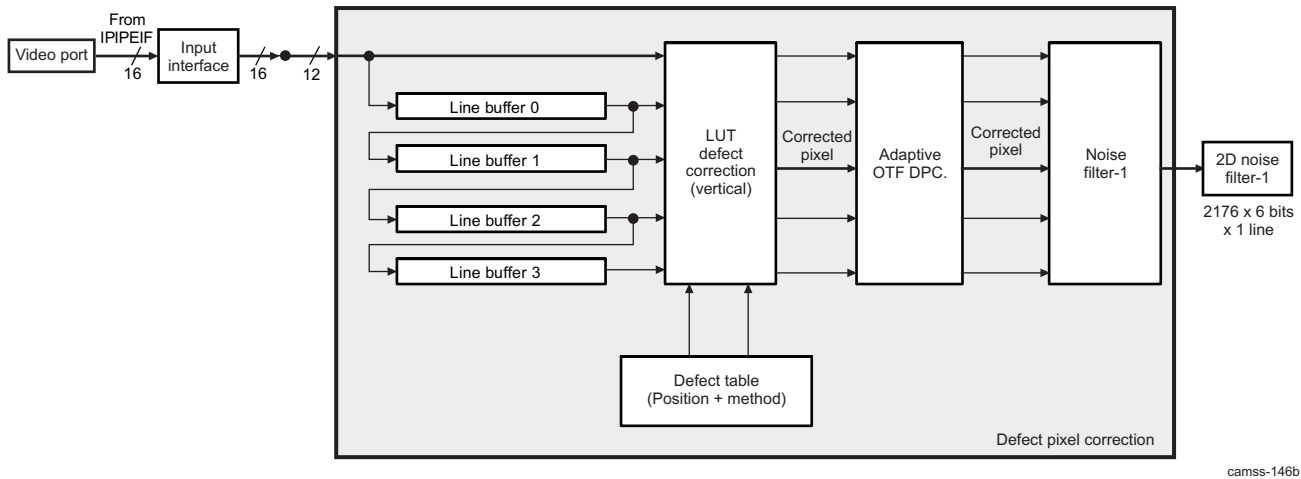 From
IPIPEIF
Video port
16
Input
interface
16
12
Line buffer 0
Line buffer 1
Line buffer 2
Line buffer 3
LUT
defect
correction
(vertical)
Corrected
pixel
Adaptive
OTF DPC.
Corrected
pixel
Noise
filter-1
2D noise
filter-1
2176 x 6 bits
x 1 line
Defect table
(Position + method)
Defect pixel correction
camss-146b